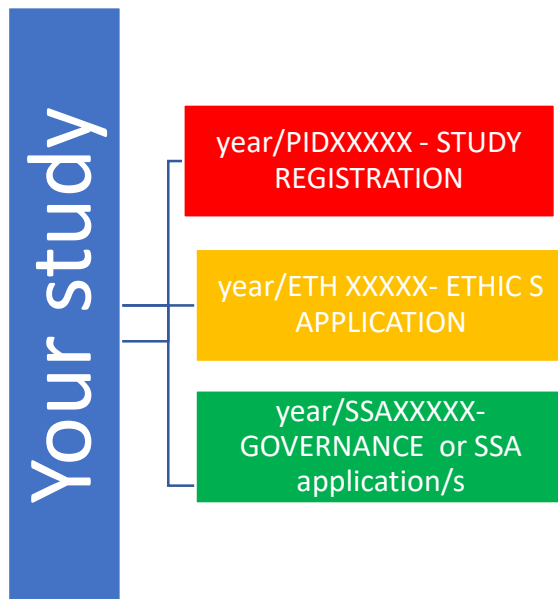 Your study
year/PIDXXXXX - STUDY
REGISTRATION
year/ETH XXXXX- ETHIC S
APPLICATION
year/SSAXXXXX-
GOVERNANCE  or SSA
application/s